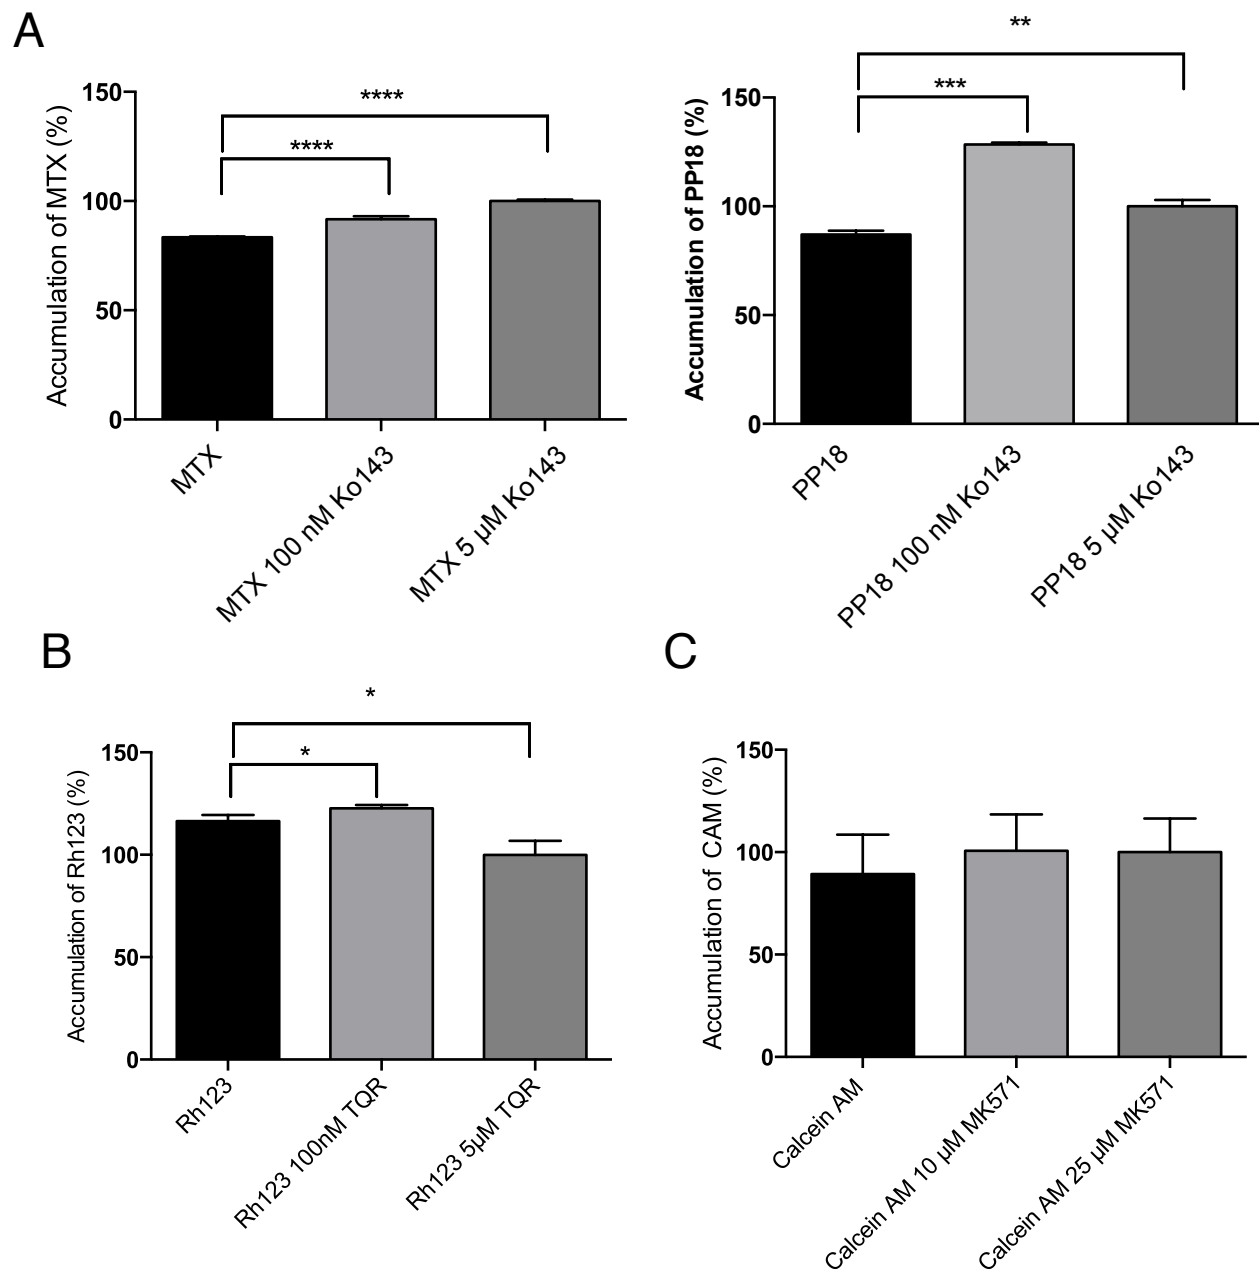 A
****
****
150
100
50
0
Accumulation of MTX (%)
MTX
MTX 100 nM Ko143
MTX 5 µM Ko143
**
***
150
100
50
0
Accumulation of PP18 (%)
PP18
PP18 100 nM Ko143
PP18 5 µM Ko143
B
*
*
150
100
50
0
Accumulation of Rh123 (%)
Rh123
Rh123 100nM TQR
Rh123 5µM TQR
C
150
100
50
0
Accumulation of CAM (%)
Calcein AM
Calcein AM 10 µM MK571
Calcein AM 25 µM MK571